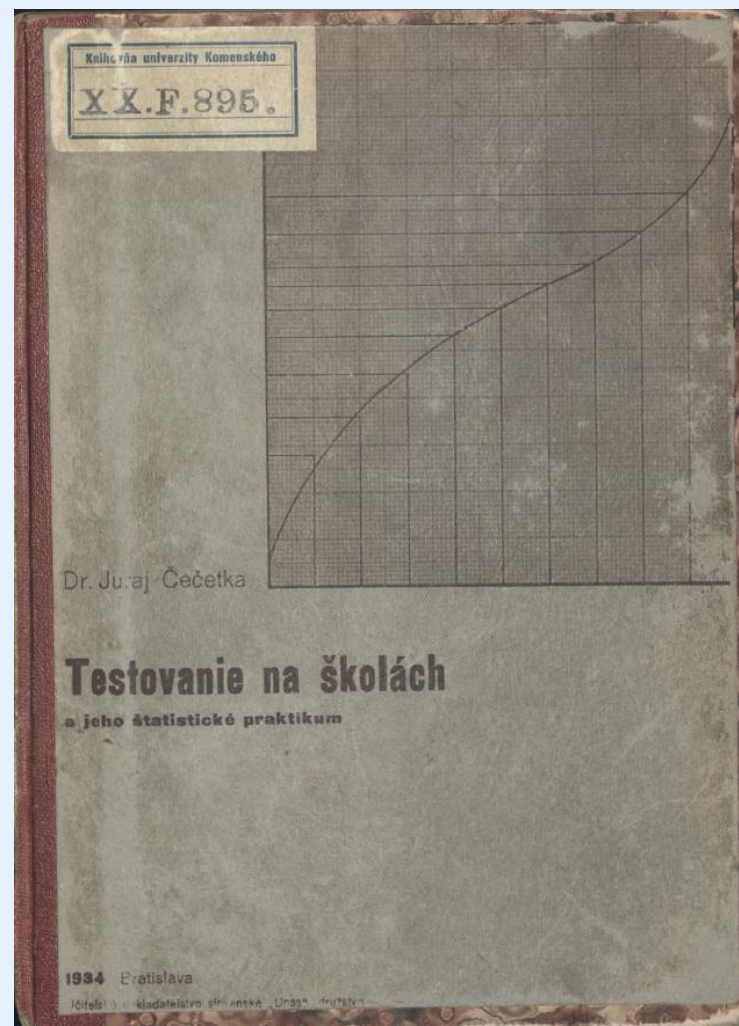 Knihovňa univerzity Komenského
XX.F.895.
Dr. Juraj Čečetka
Testovanie na školách
a jeho štatistické praktikum
1934 Bratislava